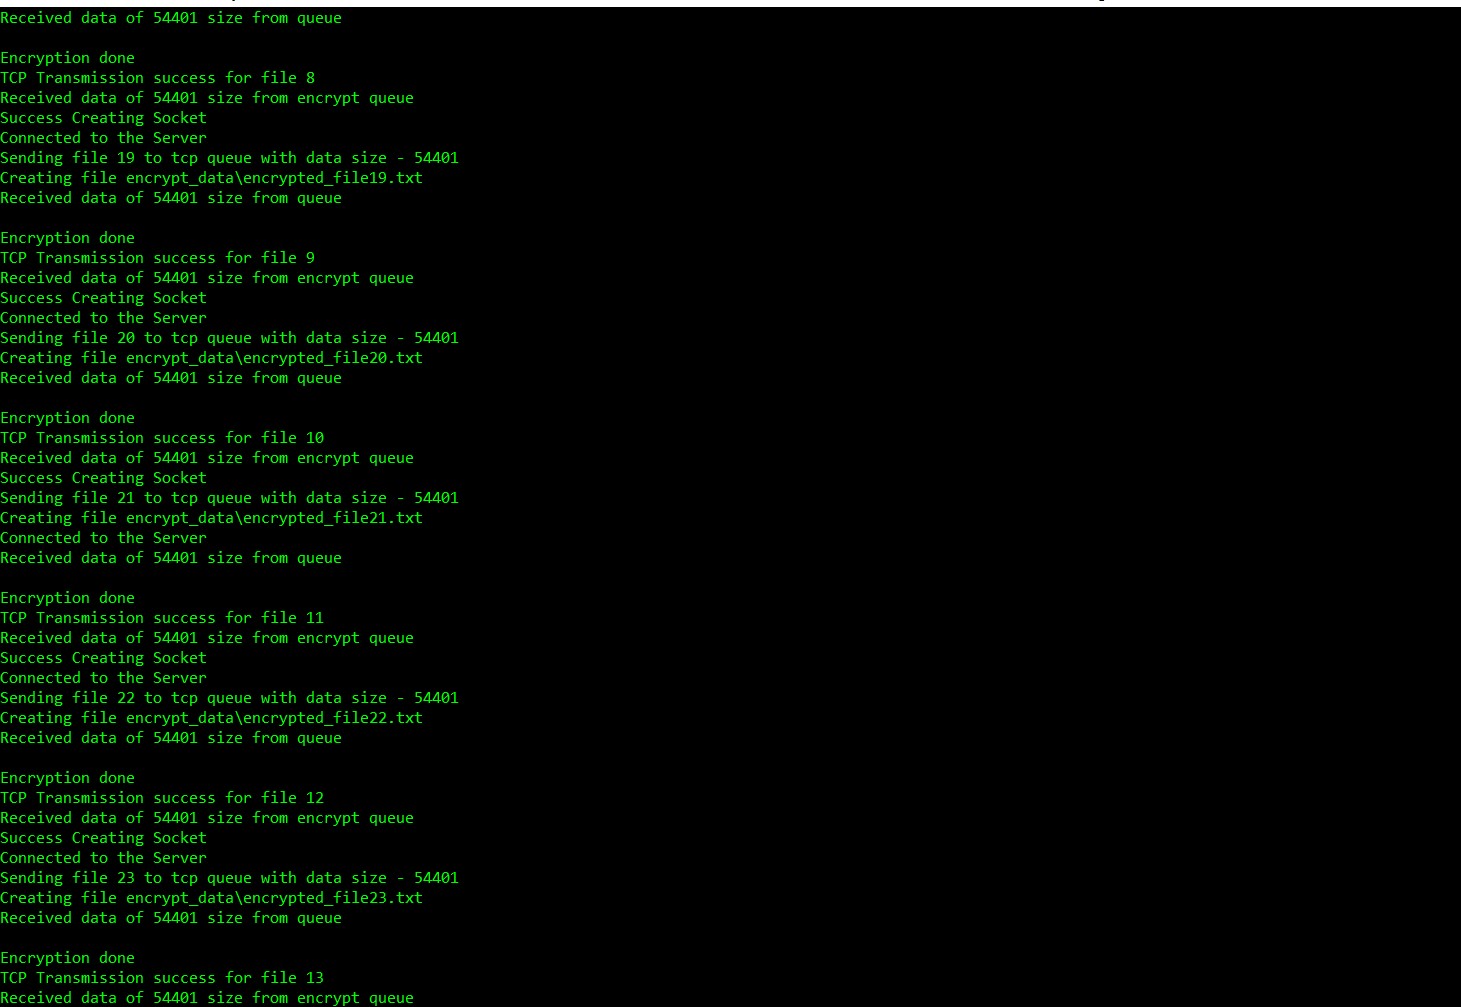 Received data of 54401 size from queue
Encryption done
TCP Transmission success for file 8
Received data of 54401 size from encrypt queue
Success Creating Socket
Connected to the Server
Sending file 19 to tcp queue with data size - 54401
Creating file encrypt_data\encrypted_file19.txt
Received data of 54401 size from queue
Encryption done
TCP Transmission success for file 9
Received data of 54401 size from encrypt queue
Success Creating Socket
Connected to the Server
Sending file 20 to tcp queue with data size - 54401
Creating file encrypt_data\encrypted_file20.txt
Received data of 54401 size from queue
Encryption done
TCP Transmission success for file 10
Received data of 54401 size from encrypt queue
Success Creating Socket
Sending file 21 to tcp queue with data size - 54401
Creating file encrypt_data\encrypted_file21.txt
Connected to the Server
Received data of 54401 size from queue
Encryption done
TCP Transmission success for file 11
Received data of 54401 size from encrypt queue
Success Creating Socket
Connected to the Server
Sending file 22 to tcp queue with data size - 54401
Creating file encrypt_data\encrypted_file22.txt
Received data of 54401 size from queue
Encryption done
TCP Transmission success for file 12
Received data of 54401 size from encrypt queue
Success Creating Socket
Connected to the Server
Sending file 23 to tcp queue with data size - 54401
Creating file encrypt_data\encrypted_file23.txt
Received data of 54401 size from queue
Encryption done
TCP Transmission success for file 13
Received data of 54401 size from encrypt queue